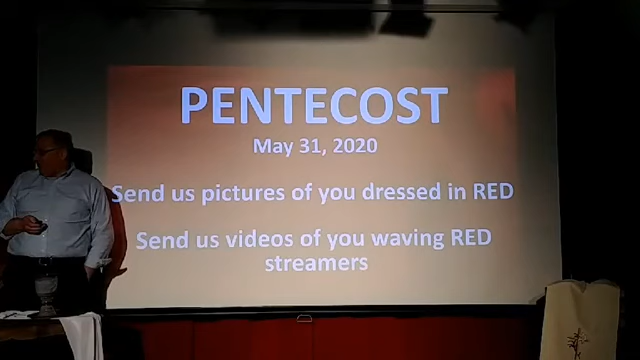 PENTECOST
May 31, 2020
Send us pictures of you dressed in RED
Send us videos of you waving RED
streamers